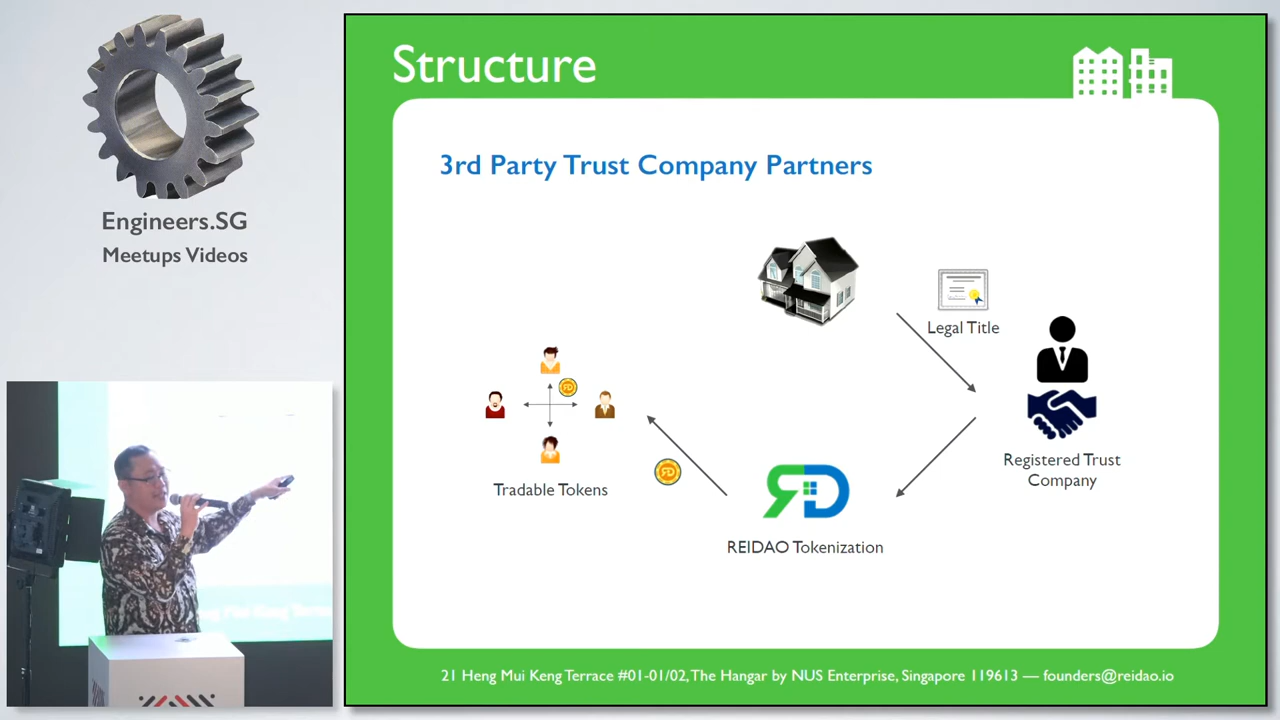 Engineers.SG
Meetups Videos
Structure
3rd Party Trust Company Partners
Legal Title
Registered Trust
Company
Tradable Tokens
REIDAO Tokenization
21 Heng Mui Keng Terrace #01-01/02, The Hangar by NUS Enterprise, Singapore 119613 — founders@reidao.io